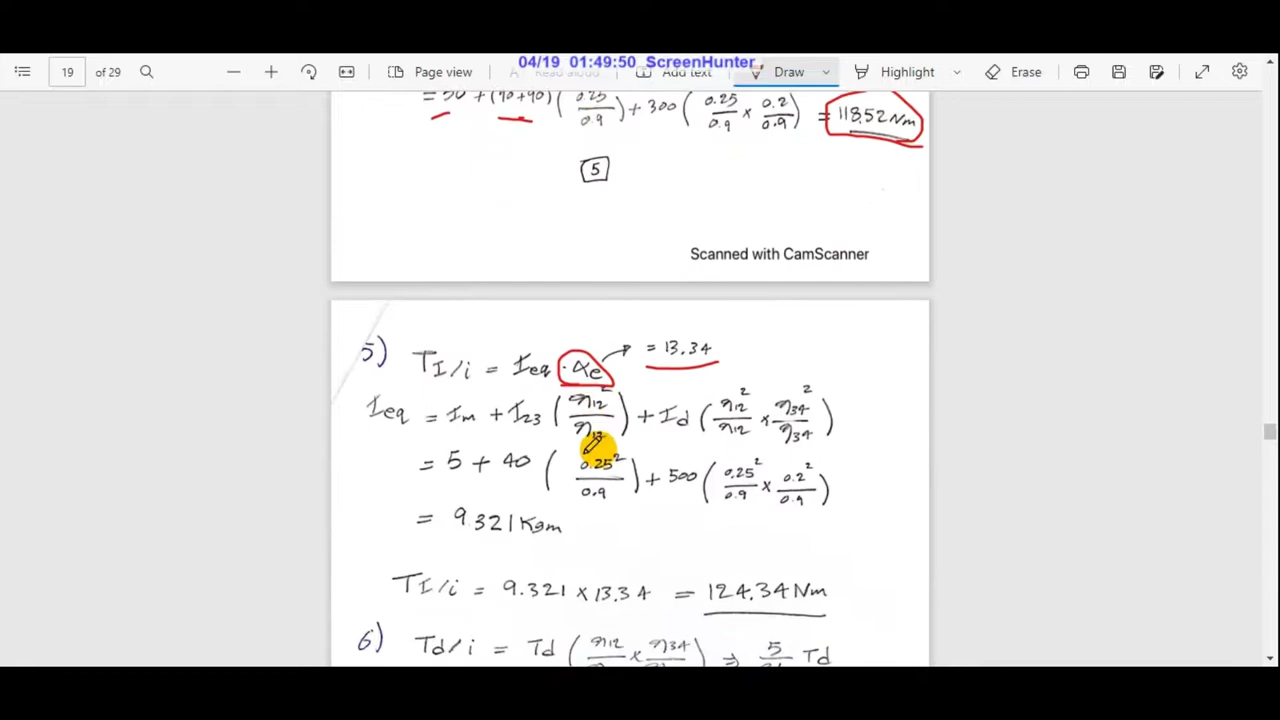 04/19 01:49:50 ScreenHunter
19 of 29 Page view Read aloud Add text Draw Highlight Erase
= 50 + (40+40) ( 0.25 / 0.9 ) + 300 ( 0.25 / 0.9 × 0.2 / 0.9 ) = 118.52 Nm
5
Scanned with CamScanner
5) TI/i = Ieq · αe → = 13.34
Ieq = Im + I23 ( η12² / η12 ) + Id ( η12² / η12 × η34² / η34 )
= 5 + 40 ( 0.25² / 0.9 ) + 500 ( 0.25² / 0.9 × 0.2² / 0.9 )
= 9.321 Kgm
TI/i = 9.321 × 13.34 = 124.34 Nm
6) Td/i = Td ( η12 × η34 ) ⇒ 5 Td